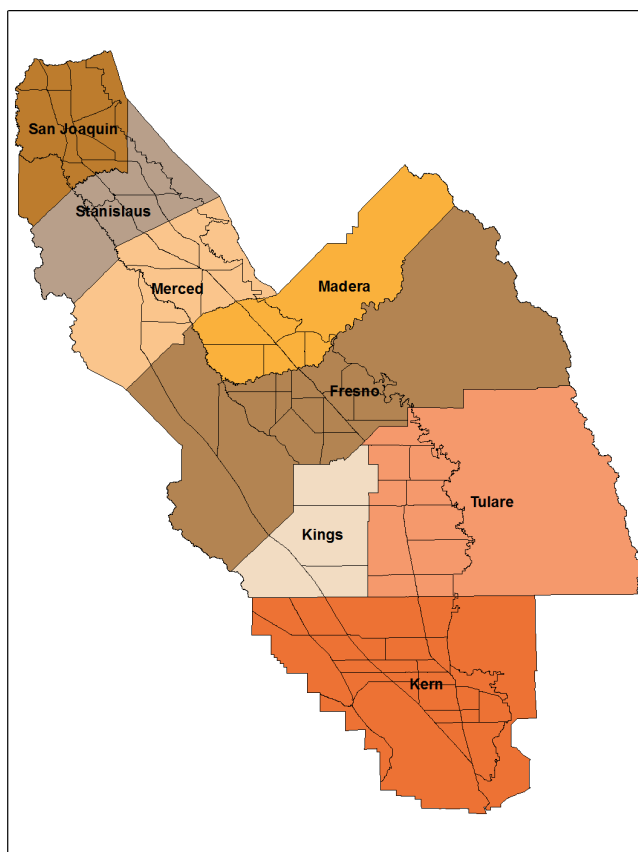 San Joaquin
Stanislaus
Merced
Madera
Fresno
Tulare
Kings
Kern